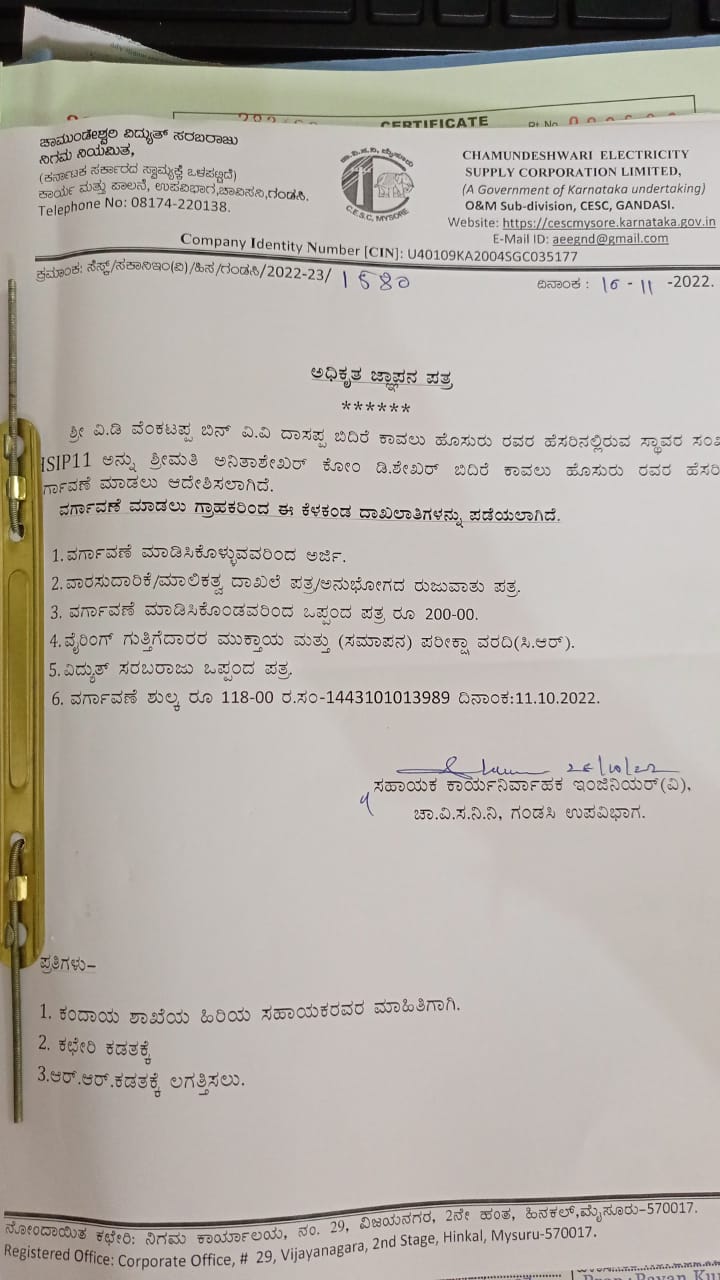 CERTIFICATE
ಚಾಮುಂಡೇಶ್ವರಿ ವಿದ್ಯುತ್ ಸರಬರಾಜು
ನಿಗಮ ನಿಯಮಿತ,
(ಕರ್ನಾಟಕ ಸರ್ಕಾರದ ಸ್ವಾಮ್ಯಕ್ಕೆ ಒಳಪಟ್ಟಿದೆ)
ಕಾರ್ಯ ಮತ್ತು ಪಾಲನೆ, ಉಪವಿಭಾಗ,ಚಾವಿಸನಿ,ಗಂಡಸಿ.
Telephone No: 08174-220138.
C.E.S.C, MYSORE
CHAMUNDESHWARI ELECTRICITY
SUPPLY CORPORATION LIMITED,
(A Government of Karnataka undertaking)
O&M Sub-division, CESC, GANDASI.
Website: https://cescmysore.karnataka.gov.in
E-Mail ID: aeegnd@gmail.com
Company Identity Number [CIN]: U40109KA2004SGC035177
ಕ್ರಮಾಂಕ: ಸೆಸ್ಕ್/ಸಕಾನಿಇಂ(ವಿ)/ಹಿಸ/ಗಂಡಸಿ/2022-23/ 1580
ದಿನಾಂಕ : 16 - 11 -2022.
ಅಧಿಕೃತ ಜ್ಞಾಪನ ಪತ್ರ
******
ಶ್ರೀ ವಿ.ಡಿ ವೆಂಕಟಪ್ಪ ಬಿನ್ ವಿ.ವಿ ದಾಸಪ್ಪ ಬಿದಿರೆ ಕಾವಲು ಹೊಸುರು ರವರ ಹೆಸರಿನಲ್ಲಿರುವ ಸ್ಥಾವರ
HSIP11 ಅನ್ನು ಶ್ರೀಮತಿ ಅನಿತಾಶೇಖರ್ ಕೋಂ ಡಿ.ಶೇಖರ್ ಬಿದಿರೆ ಕಾವಲು ಹೊಸುರು ರವರ
ರ್ಗಾವಣೆ ಮಾಡಲು ಆದೇಶಿಸಲಾಗಿದೆ.
ವರ್ಗಾವಣೆ ಮಾಡಲು ಗ್ರಾಹಕರಿಂದ ಈ ಕೆಳಕಂಡ ದಾಖಲಾತಿಗಳನ್ನು ಪಡೆಯಲಾಗಿದೆ.
1.ವರ್ಗಾವಣೆ ಮಾಡಿಸಿಕೊಳ್ಳುವವರಿಂದ ಅರ್ಜಿ.
2.ವಾರಸುದಾರಿಕೆ/ಮಾಲಿಕತ್ವ ದಾಖಲೆ ಪತ್ರ/ಅನುಭೋಗದ ರುಜುವಾತು ಪತ್ರ.
3. ವರ್ಗಾವಣೆ ಮಾಡಿಸಿಕೊಂಡವರಿಂದ ಒಪ್ಪಂದ ಪತ್ರ ರೂ 200-00.
4.ವೈರಿಂಗ್ ಗುತ್ತಿಗೆದಾರರ ಮುಕ್ತಾಯ ಮತ್ತು (ಸಮಾಪನ) ಪರೀಕ್ಷಾ ವರದಿ(ಸಿ.ಆರ್).
5.ವಿದ್ಯುತ್ ಸರಬರಾಜು ಒಪ್ಪಂದ ಪತ್ರ.
6. ವರ್ಗಾವಣೆ ಶುಲ್ಕ ರೂ 118-00 ರ.ಸಂ-1443101013989 ದಿನಾಂಕ:11.10.2022.
26/10/22
ಸಹಾಯಕ ಕಾರ್ಯನಿರ್ವಾಹಕ ಇಂಜಿನಿಯರ್(ವಿ),
ಚಾ.ವಿ.ಸ.ನಿ.ನಿ, ಗಂಡಸಿ ಉಪವಿಭಾಗ.
ಪ್ರತಿಗಳು–
1. ಕಂದಾಯ ಶಾಖೆಯ ಹಿರಿಯ ಸಹಾಯಕರವರ ಮಾಹಿತಿಗಾಗಿ.
2. ಕಛೇರಿ ಕಡತಕ್ಕೆ
3.ಆರ್.ಆರ್.ಕಡತಕ್ಕೆ ಲಗತ್ತಿಸಲು.
ನೋಂದಾಯಿತ ಕಛೇರಿ: ನಿಗಮ ಕಾರ್ಯಾಲಯ, ನಂ. 29, ವಿಜಯನಗರ, 2ನೇ ಹಂತ, ಹಿನಕಲ್,ಮೈಸೂರು–570017.
Registered Office: Corporate Office, # 29, Vijayanagara, 2nd Stage, Hinkal, Mysuru-570017.